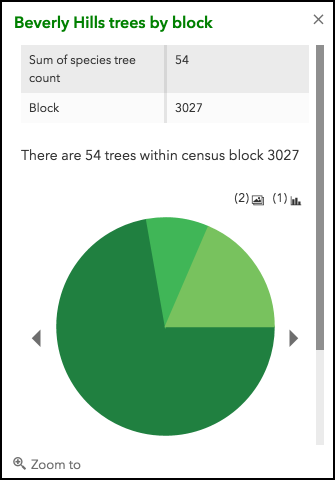 Beverly Hills trees by block
Sum of species tree 54
count
Block 3027
There are 54 trees within census block 3027
(2) (1)
Zoom to